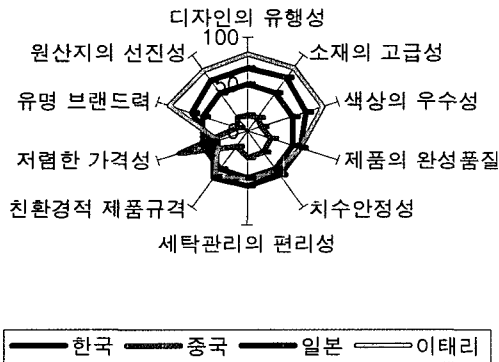 디자인의 유행성
100
원산지의 선진성
소재의 고급성
50
유명 브랜드력
색상의 우수성
0
저렴한 가격성
제품의 완성품질
친환경적 제품규격
치수안정성
세탁관리의 편리성
한국 중국 일본 이태리